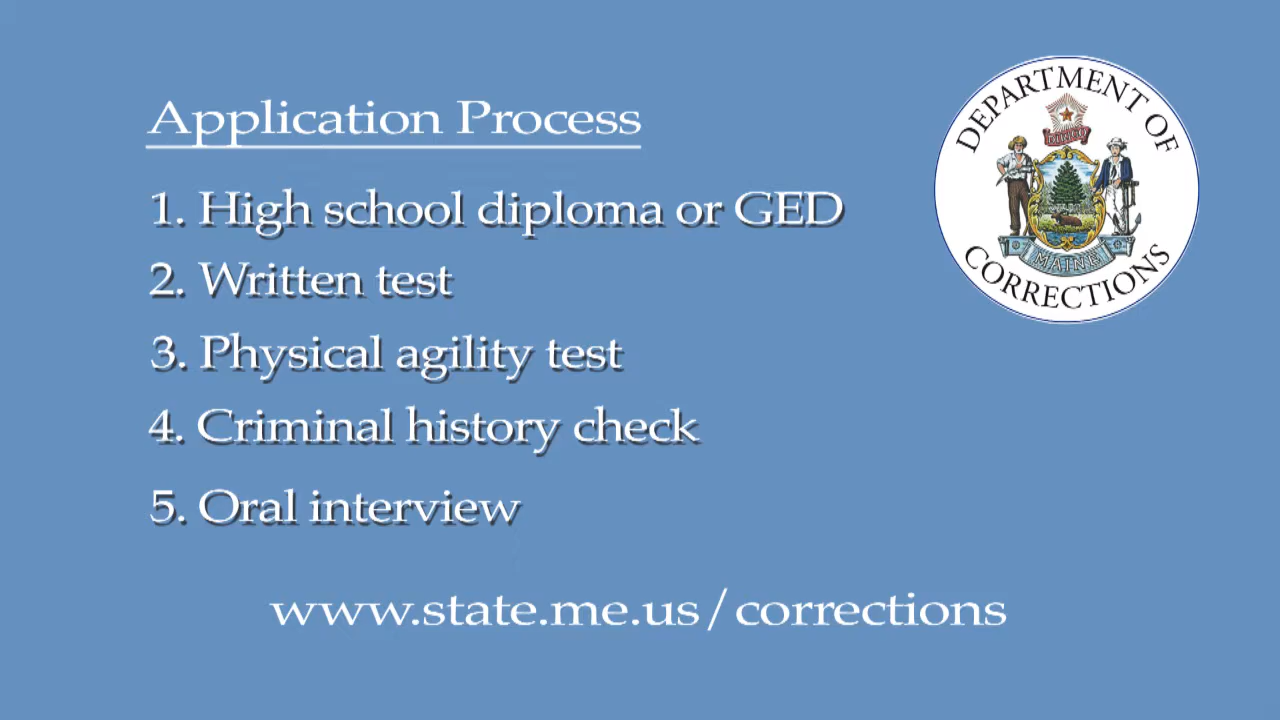 Application Process
1. High school diploma or GED
2. Written test
3. Physical agility test
4. Criminal history check
5. Oral interview
www.state.me.us/corrections
DEPARTMENT OF
DIRIGO
MAINE
CORRECTIONS